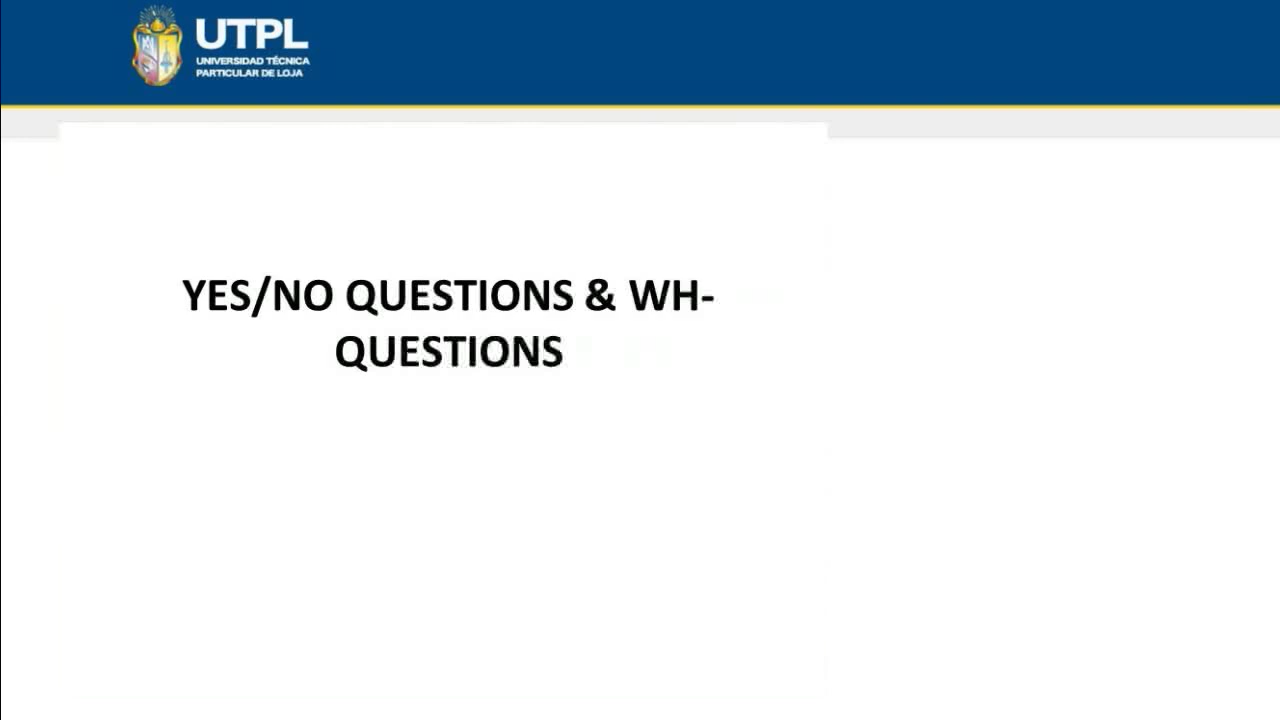 UTPL
UNIVERSIDAD TÉCNICA
PARTICULAR DE LOJA
YES/NO QUESTIONS & WH-
QUESTIONS